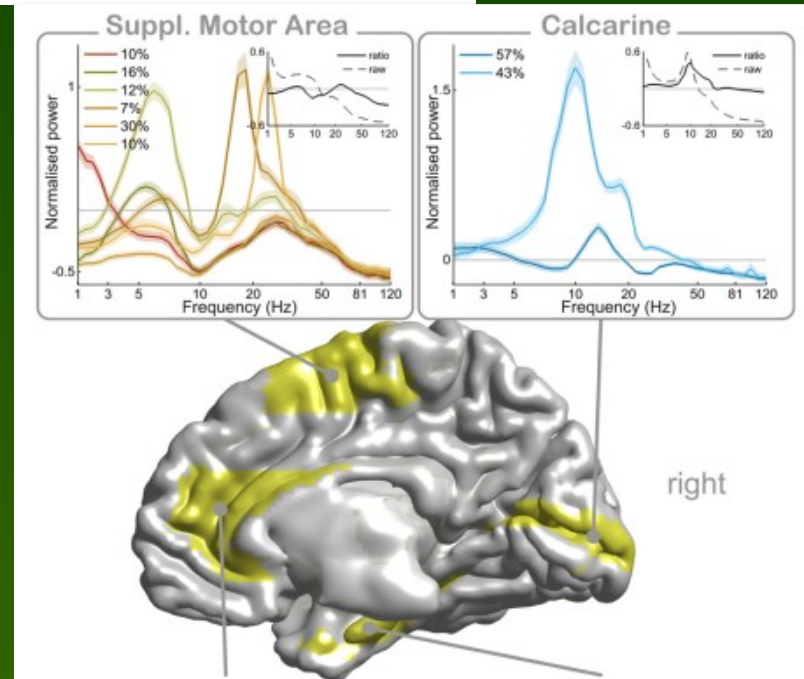 Suppl. Motor Area
Normalised power
1
-0.5
10%
16%
12%
7%
30%
10%
0.6
-0.6
ratio
raw
1 5 10 20 50 120
1 3 5 10 20 50 81 120
Frequency (Hz)
Calcarine
Normalised power
1.5
0
57%
43%
0.6
-0.6
ratio
raw
1 5 10 20 50 120
1 3 5 10 20 50 81 120
Frequency (Hz)
right